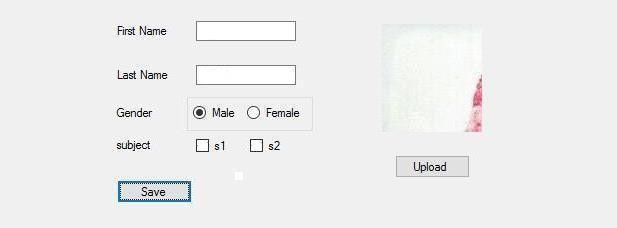 First Name
Last Name
Gender Male Female
subject s1 s2
Upload
Save